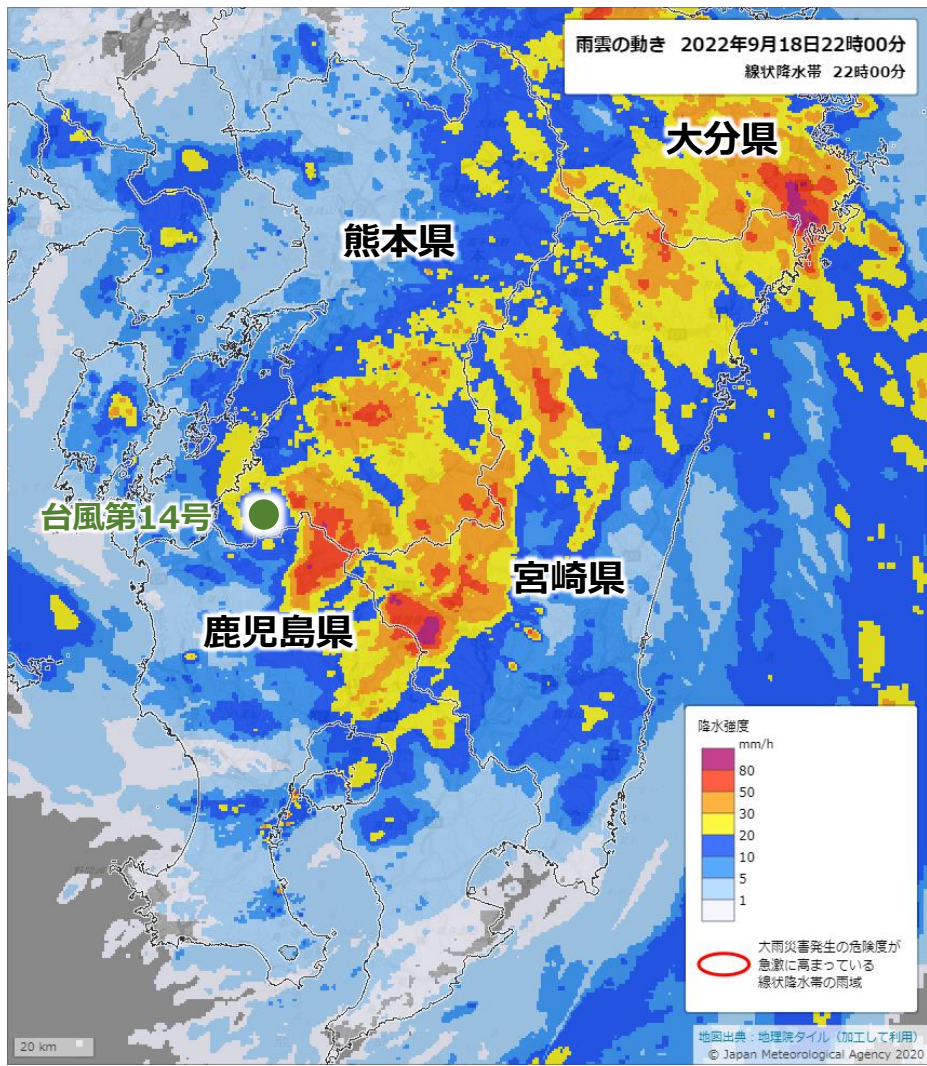 雨雲の動き 2022年9月18日22時00分
線状降水帯 22時00分
大分県
熊本県
台風第14号
宮崎県
鹿児島県
降水強度
mm/h
80
50
30
20
10
5
1
大雨災害発生の危険度が
急激に高まっている
線状降水帯の雨域
20 km
地図出典：地理院タイル（加工して利用）
© Japan Meteorological Agency 2020